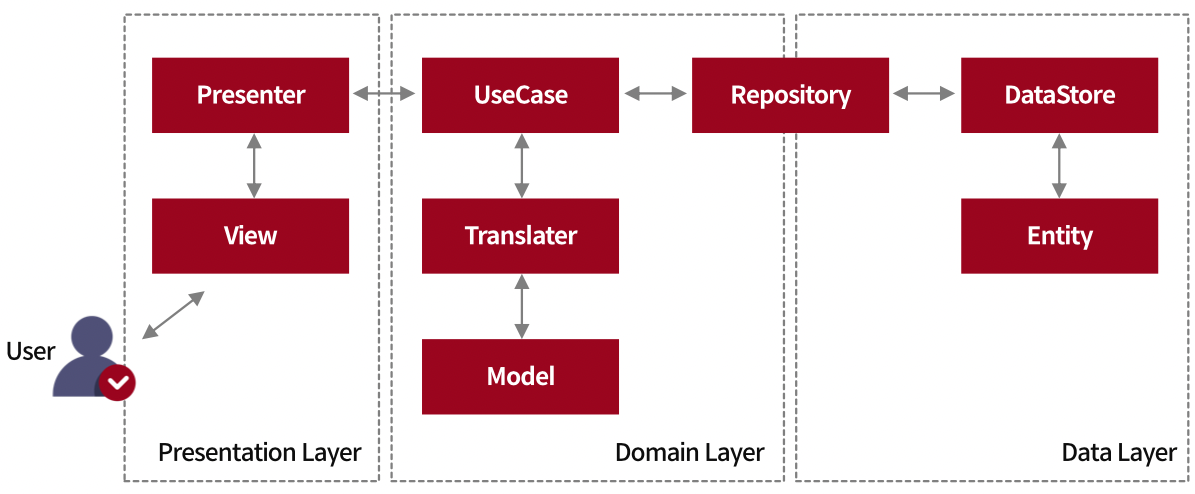 Presenter
UseCase
Repository
DataStore
View
Translater
Entity
User
Model
Presentation Layer
Domain Layer
Data Layer